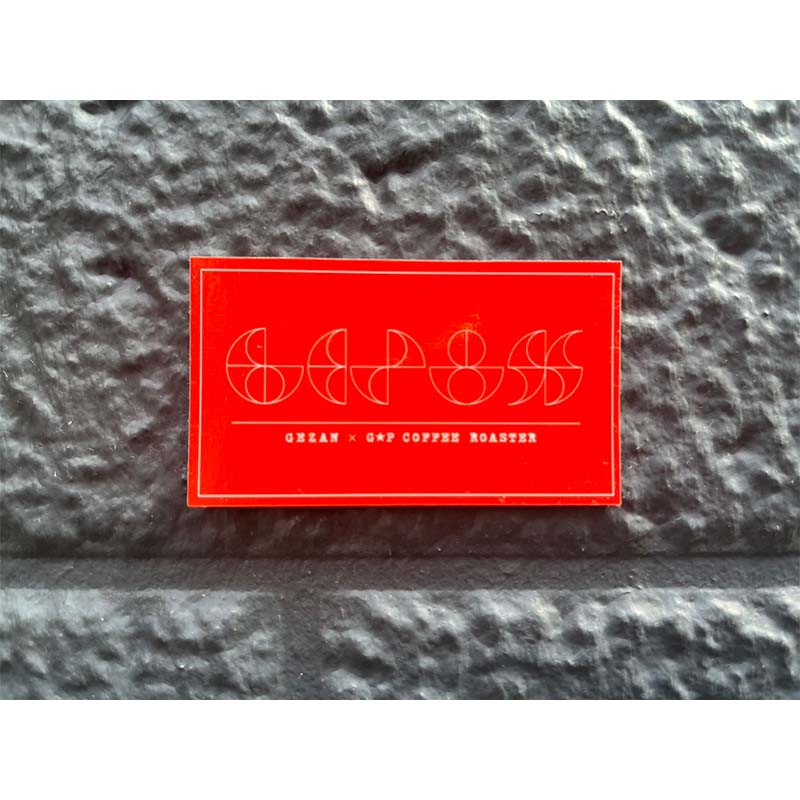 GEZAN × G★P COFFEE ROASTER